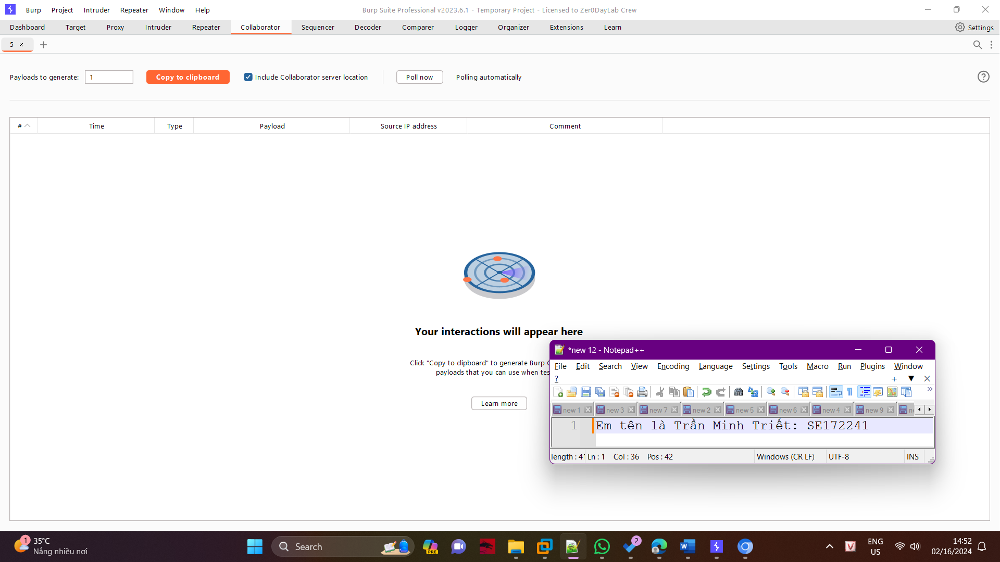 Burp Project Intruder Repeater Window Help
Burp Suite Professional v2023.6.1 - Temporary Project - Licensed to Zer0DayLab Crew
Dashboard Target Proxy Intruder Repeater Collaborator Sequencer Decoder Comparer Logger Organizer Extensions Learn
Settings
5 × +
Payloads to generate: 1 Copy to clipboard Include Collaborator server location Poll now Polling automatically
?
# Time Type Payload Source IP address Comment
Your interactions will appear here
Click "Copy to clipboard" to generate Burp
payloads that you can use when
Learn more
*new 12 - Notepad++
File Edit Search View Encoding Language Settings Tools Macro Run Plugins Window
?
new 1 new 3 new 7 new 2 new 5 new 6 new 4 new 9
1 Em tên là Trần Minh Triết: SE172241
length : 41 Ln : 1 Col : 36 Pos : 42 Windows (CR LF) UTF-8 INS
1 35°C
Nắng nhiều nơi
Search
PRE
2
V
ENG
US
14:52
02/16/2024